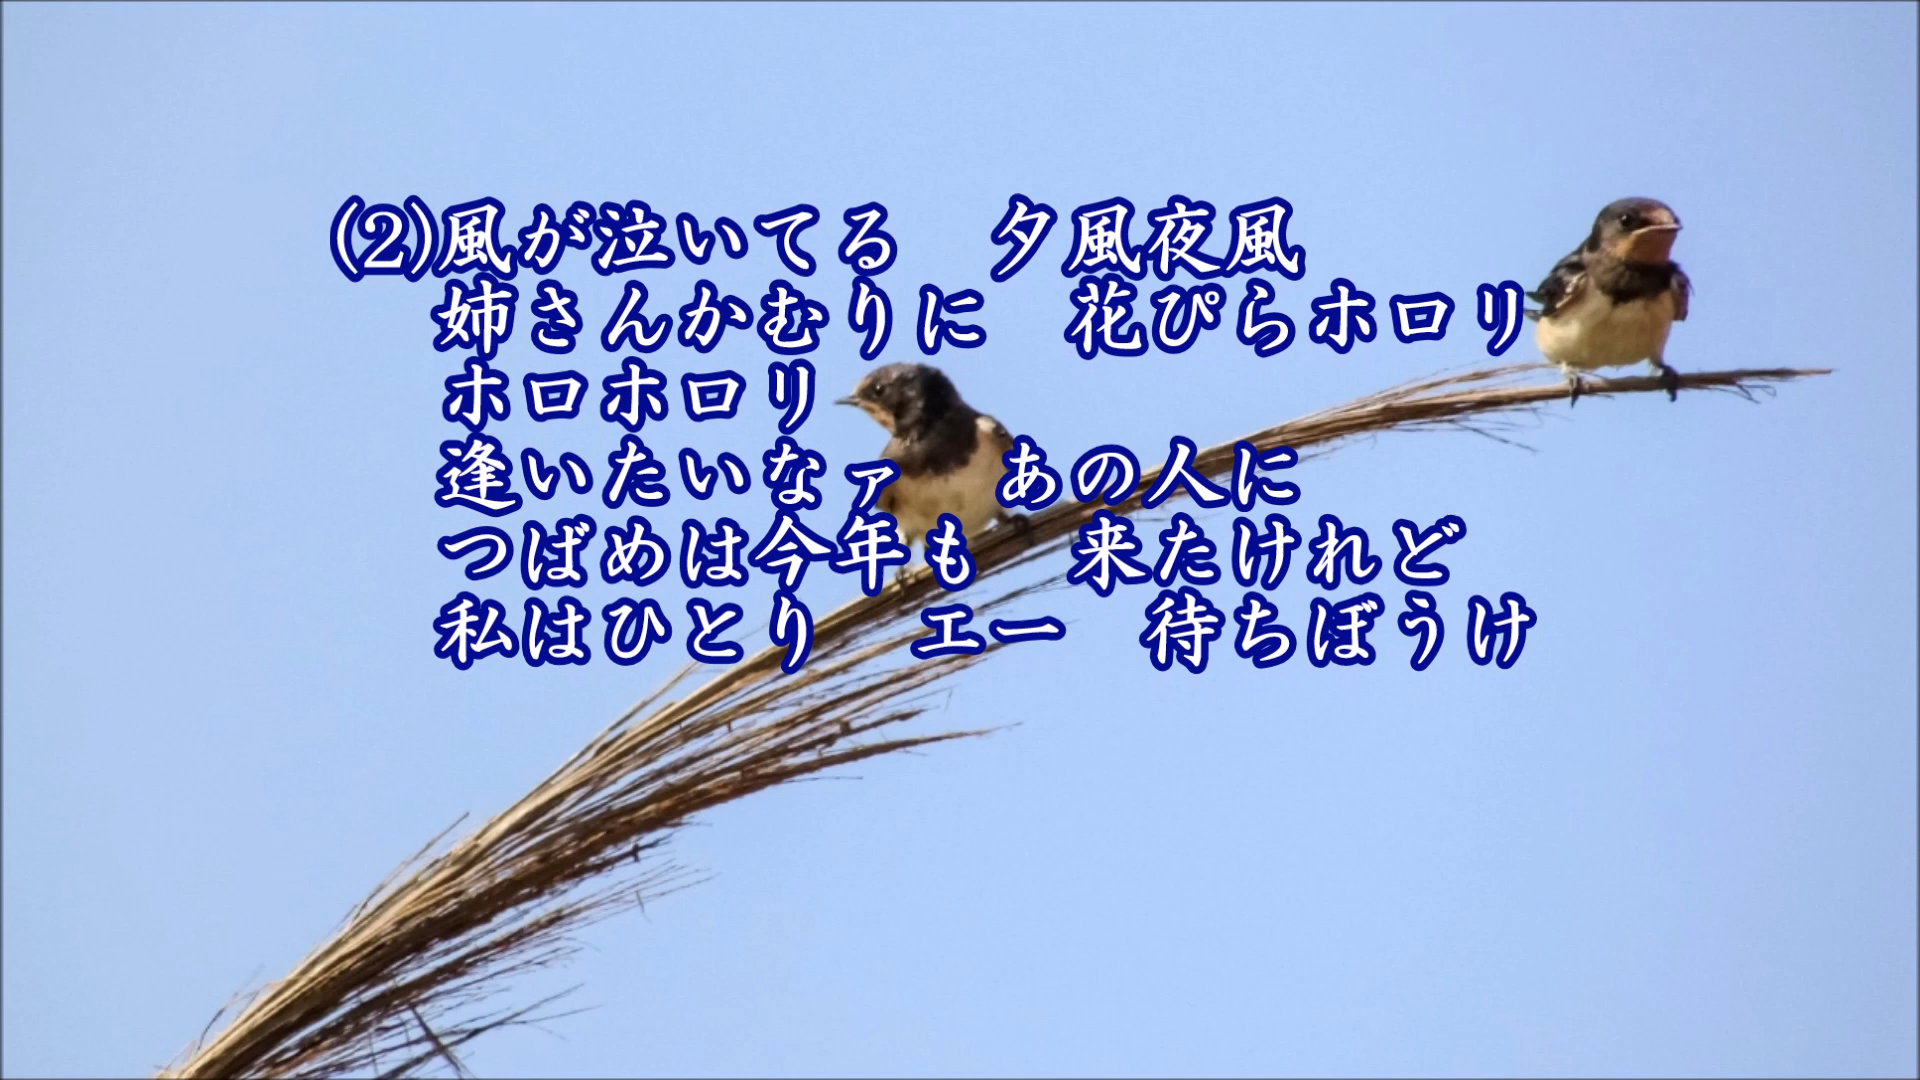 (2)風が泣いてる　夕風夜風
姉さんかむりに　花びらホロリ
ホロホロリ
逢いたいなァ　あの人に
つばめは今年も　来たけれど
私はひとり　エー　待ちぼうけ